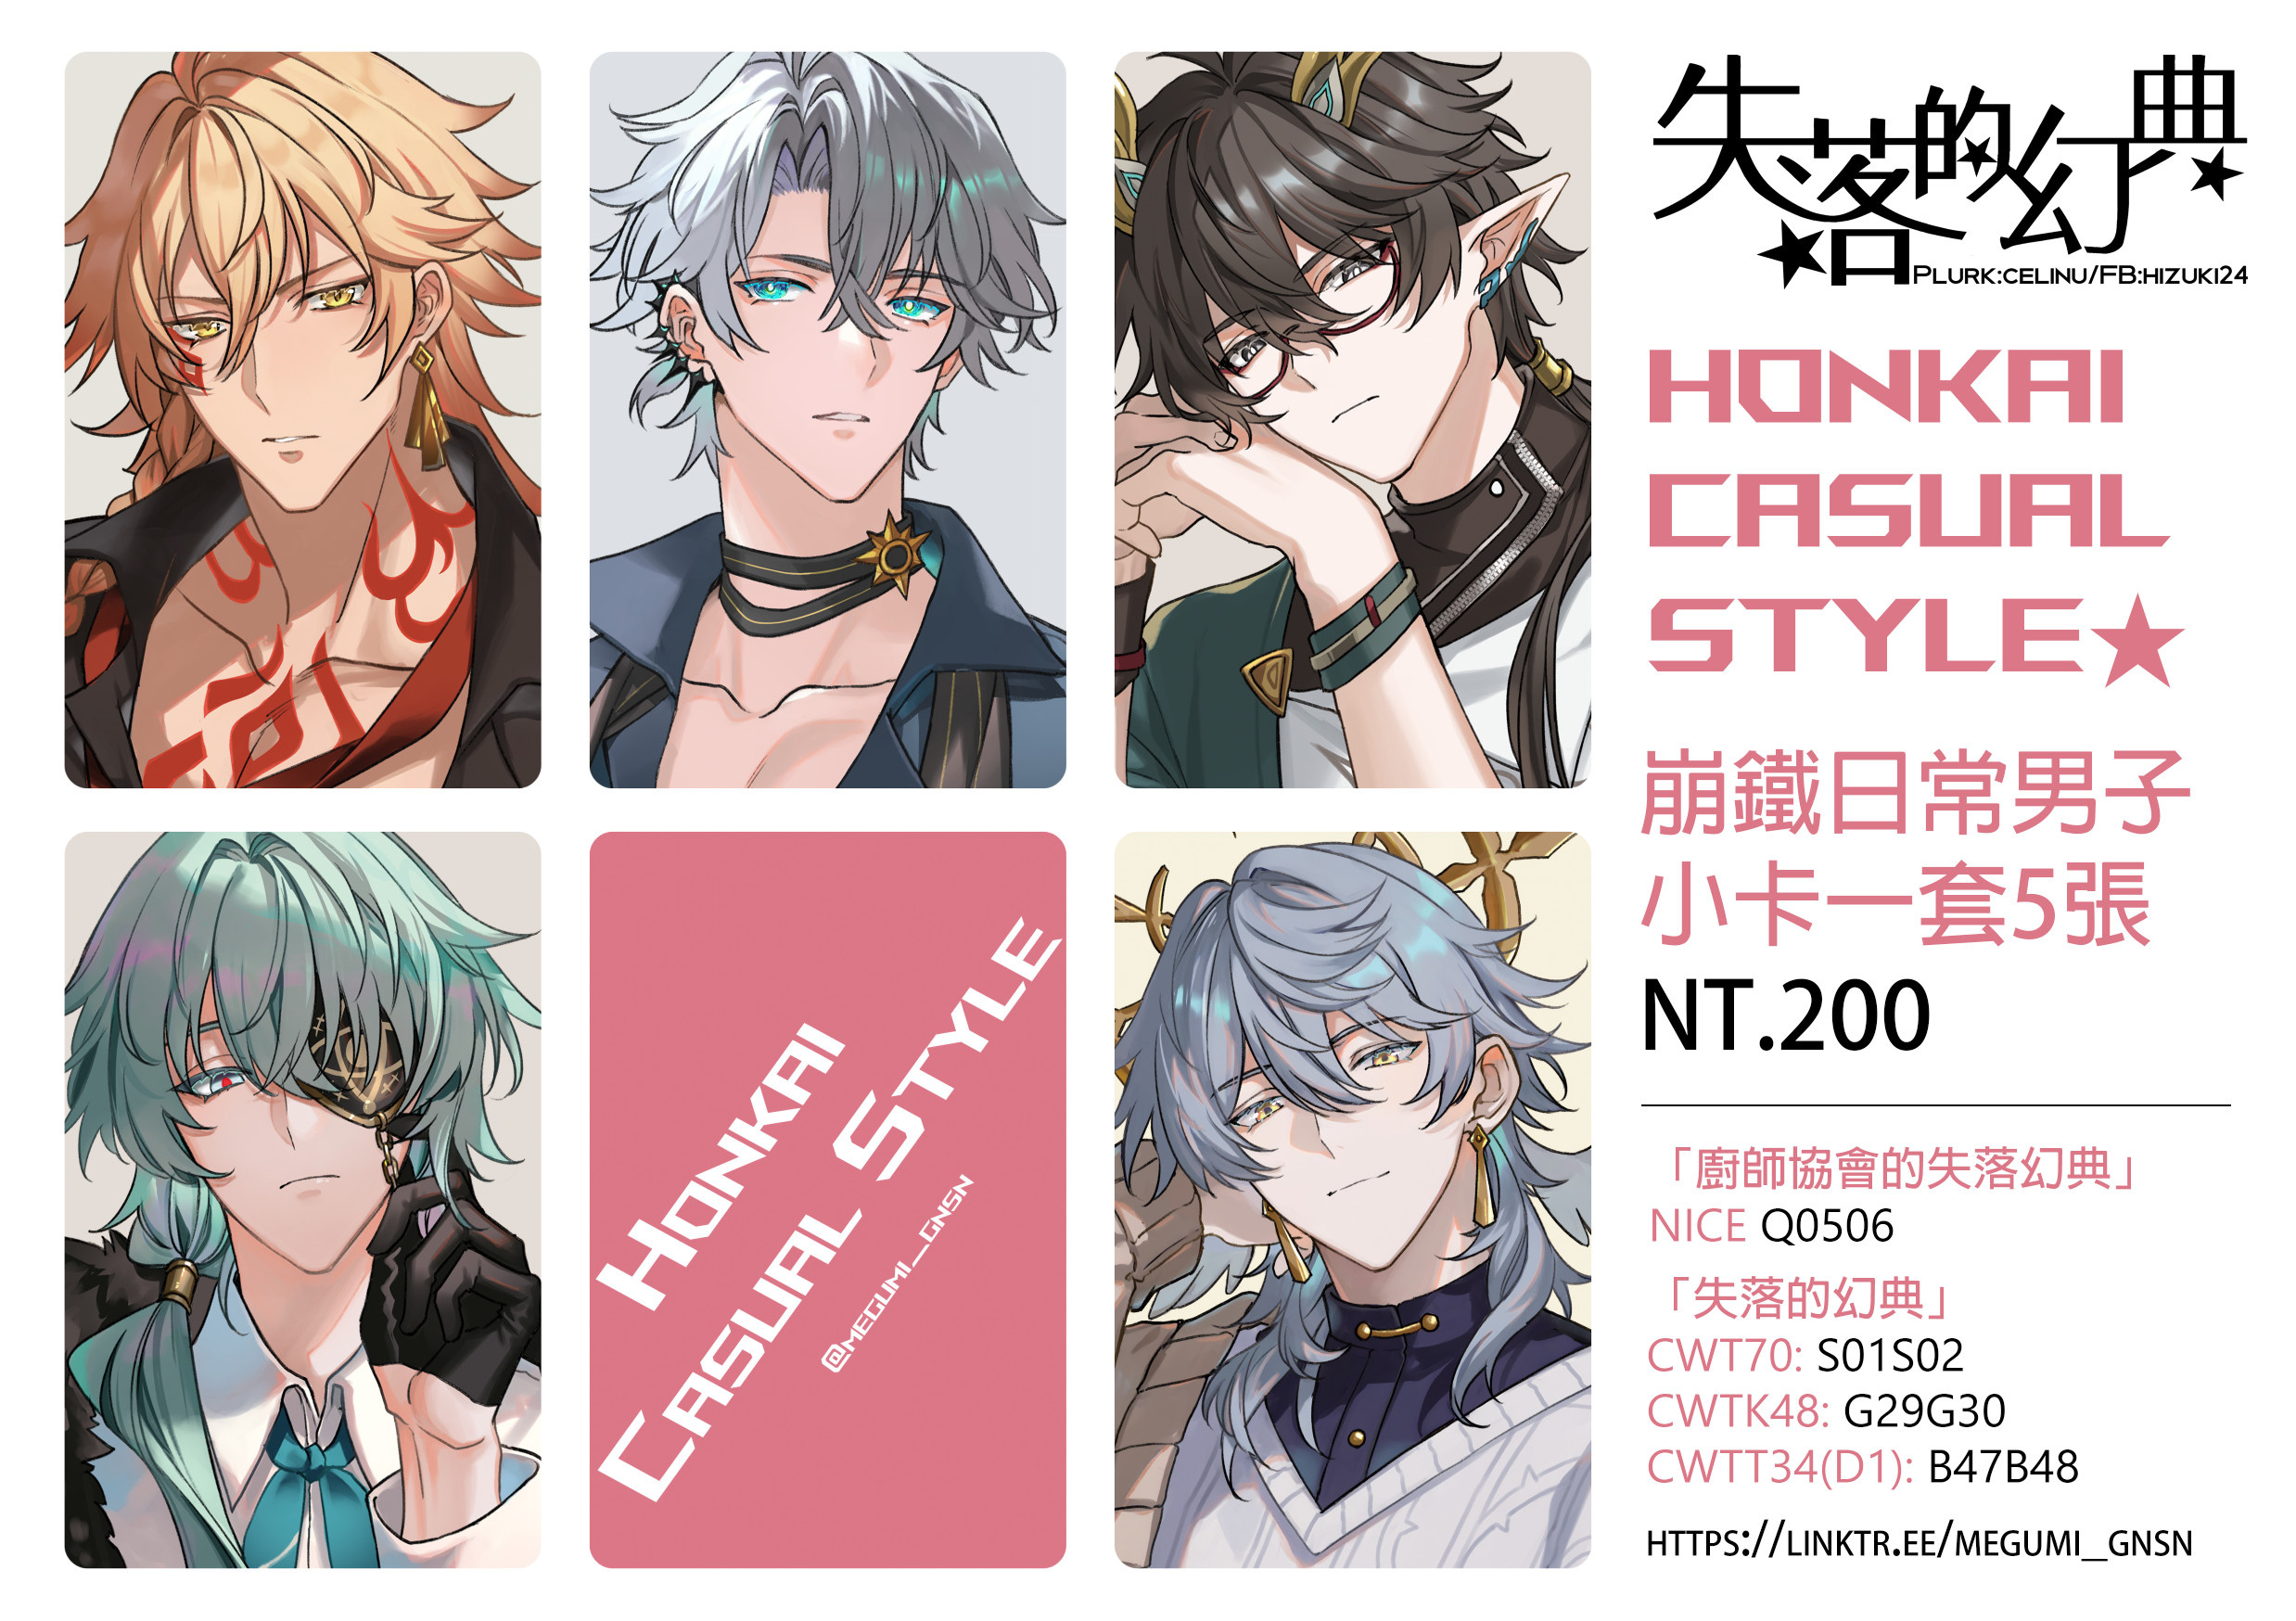 失落的幻典
PLURK:CELINU/FB:HIZUKI24
HONKAI
CASUAL
STYLE★
崩鐵日常男子
小卡一套5張
NT.200
「廚師協會的失落幻典」
NICE Q0506
「失落的幻典」
CWT70: S01S02
CWTK48: G29G30
CWTT34(D1): B47B48
HTTPS://LINKTR.EE/MEGUMI_GNSN
HONKAI
CASUAL STYLE
@MEGUMI_GNSN